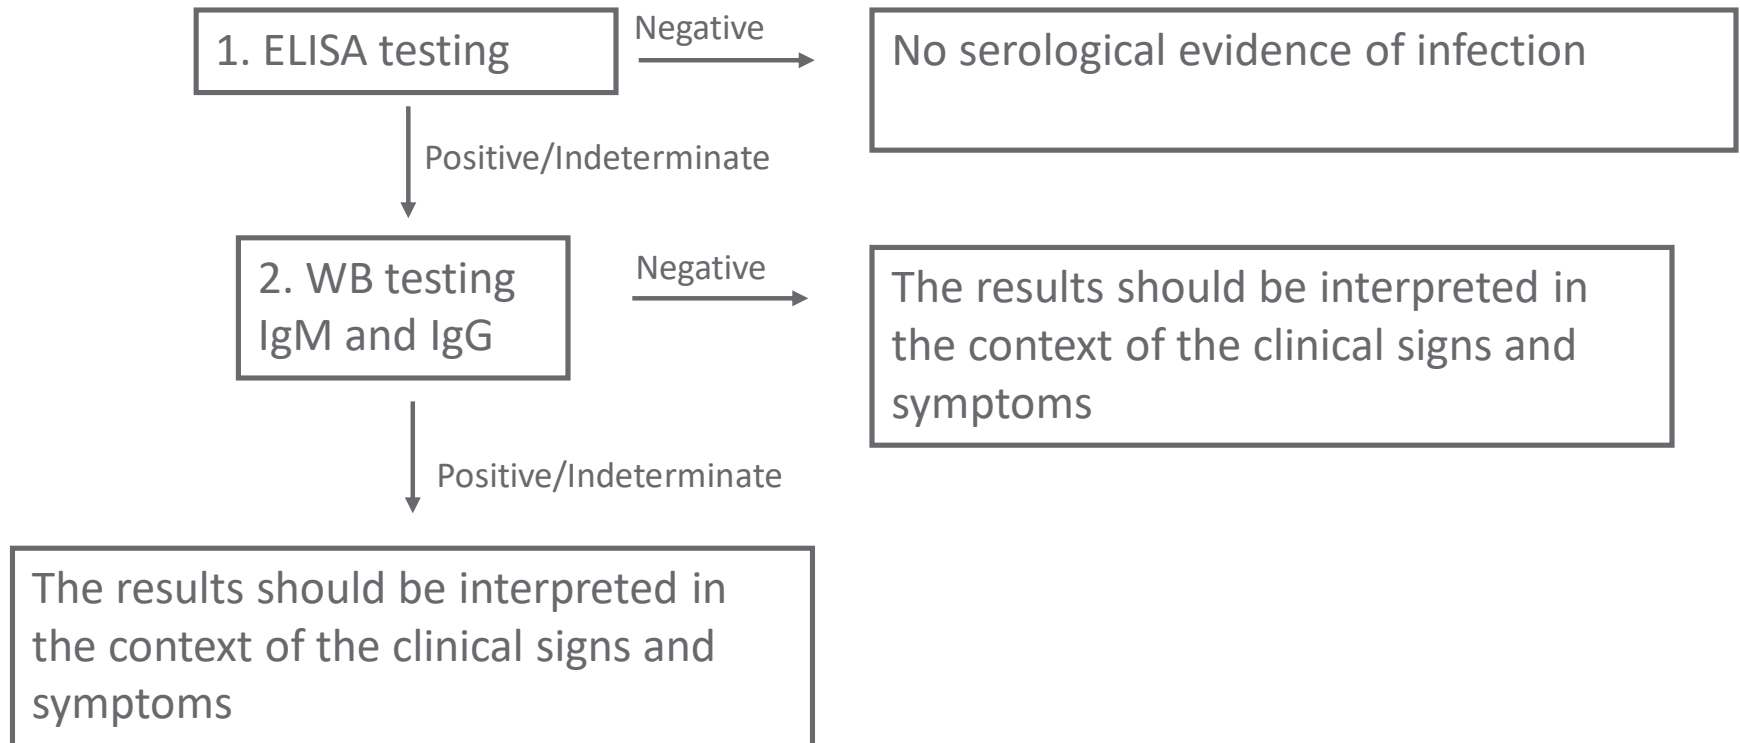 1. ELISA testing
Negative
No serological evidence of infection
Positive/Indeterminate
2. WB testing
IgM and IgG
Negative
The results should be interpreted in
the context of the clinical signs and
symptoms
Positive/Indeterminate
The results should be interpreted in
the context of the clinical signs and
symptoms